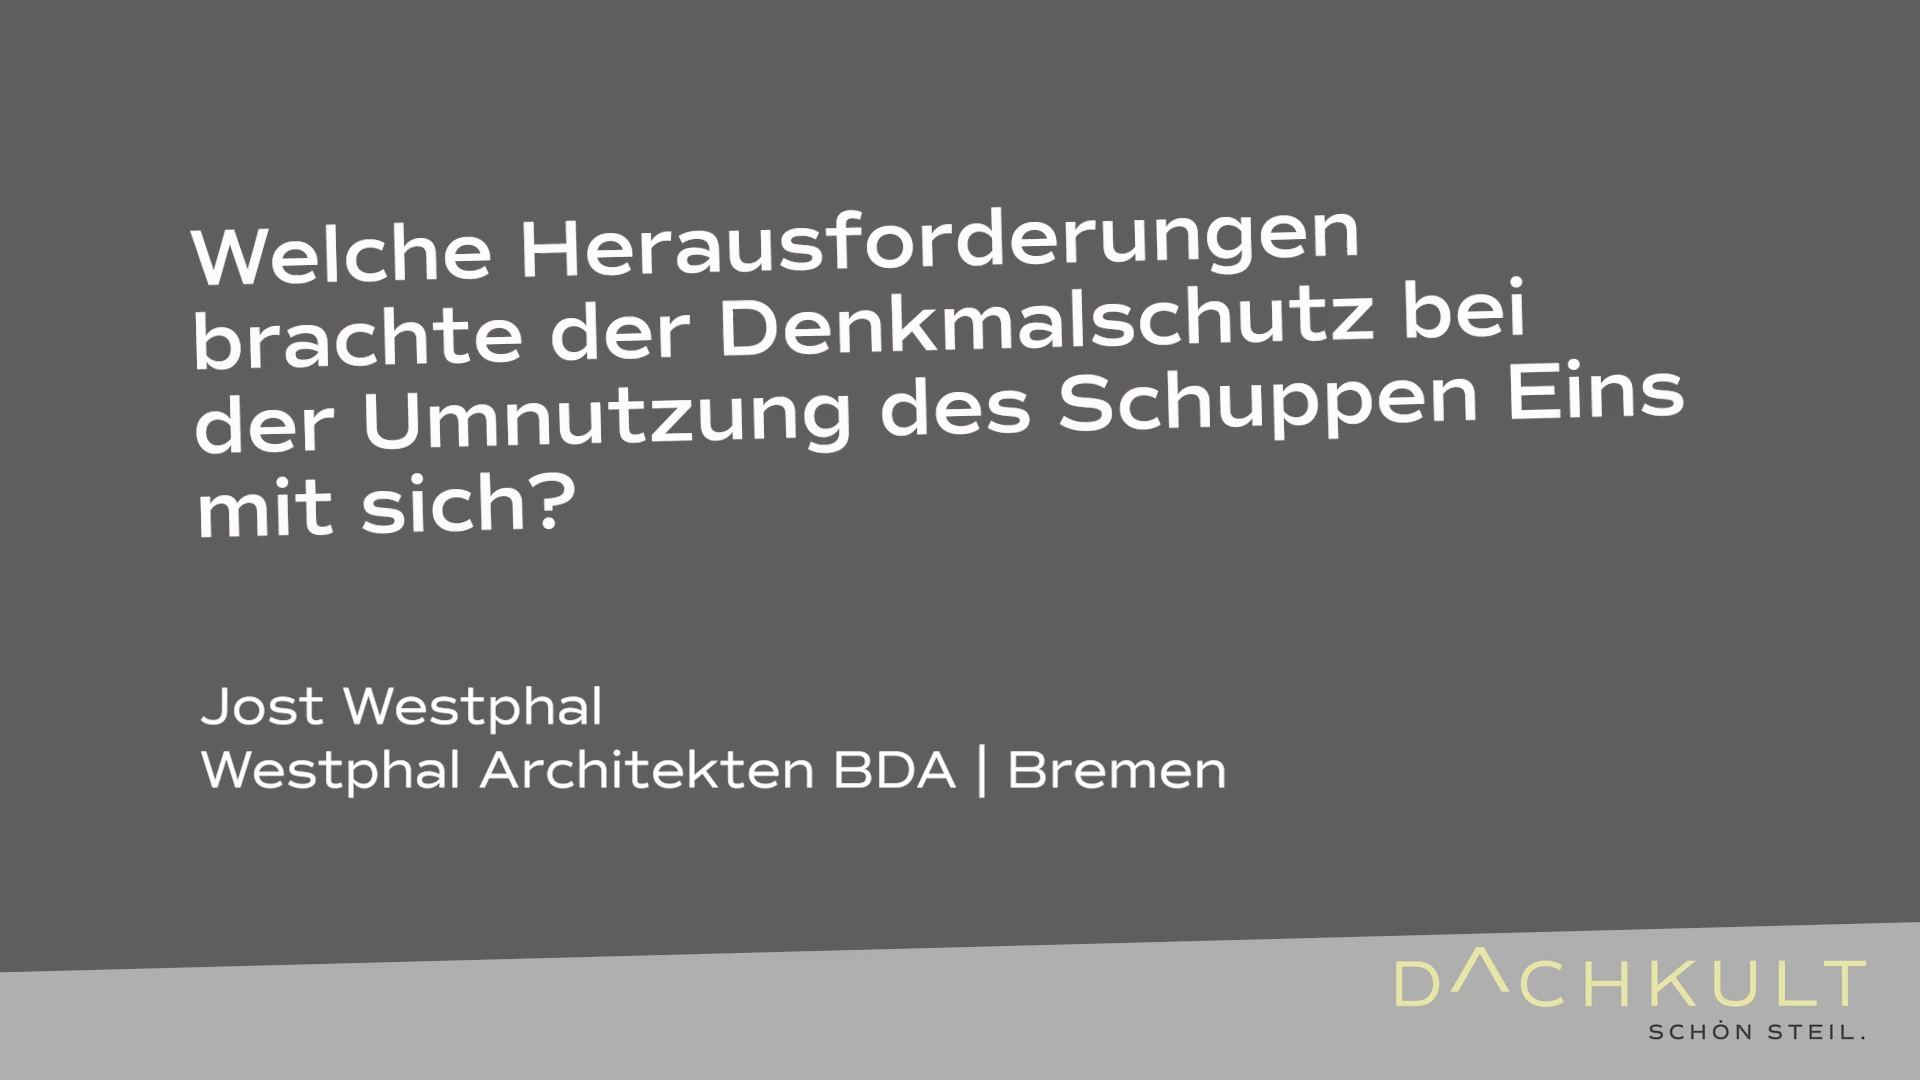 Welche Herausforderungen
brachte der Denkmalschutz bei
der Umnutzung des Schuppen Eins
mit sich?
Jost Westphal
Westphal Architekten BDA | Bremen
DACHKULT
SCHÖN STEIL.